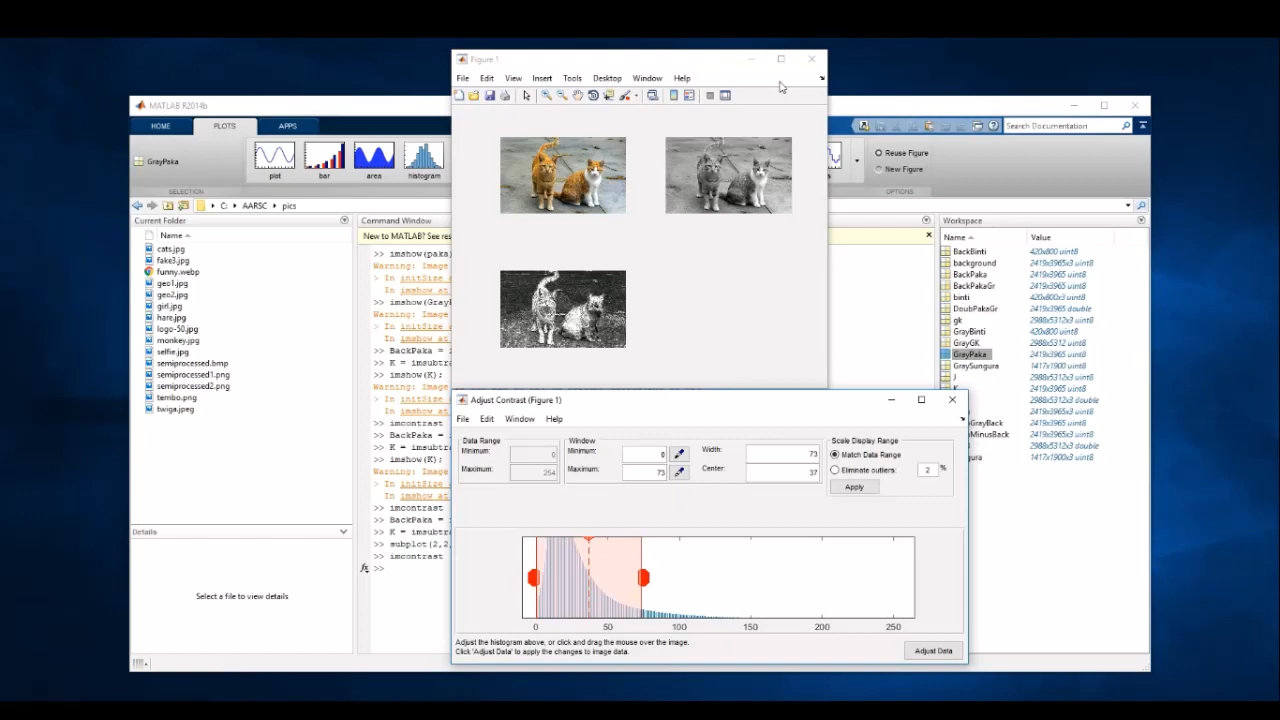 Figure 1
File Edit View Insert Tools Desktop Window Help
MATLAB R2014b
HOME PLOTS APPS
Search Documentation
GrayPaka
plot bar area histogram
Reuse Figure
New Figure
SELECTION
OPTIONS
C: AARSC pics
Current Folder
Name
cats.jpg
fake3.jpg
funny.webp
geo1.jpg
geo2.jpg
girl.jpg
hare.jpg
logo-50.jpg
monkey.jpg
selfie.jpg
semiprocessed.bmp
semiprocessed1.png
semiprocessed2.png
tembo.png
twiga.jpeg
Details
Select a file to view details
Command Window
New to MATLAB? See res
>> imshow(paka)
Warning: Image
> In initSize
In imshow at
>> imshow(GrayP
Warning: Image
> In initSize
In imshow at
>> BackPaka = i
>> K = imsubtr
>> imshow(K);
Warning: Image
> In initSize
In imshow at
>> imcontrast
>> BackPaka =
>> K = imsubtr
>> imshow(K);
Warning: Image
> In initSize
In imshow at
>> imcontrast
>> BackPaka = i
>> K = imsubtr
>> subplot(2,2,
>> imcontrast
fx >>
Workspace
Name Value
BackBinti 420x800 uint8
background 2419x3965 uint8
BackPaka 2419x3965x3 uint8
BackPakaGr 2419x3965 uint8
binti 420x800x3 uint8
DoubPakaGr 2419x3965 double
gk 2988x5312x3 uint8
GrayBinti 420x800 uint8
GrayGK 2988x5312 uint8
GrayPaka 2419x3965 uint8
GraySungura 1417x1900 uint8
J 2988x5312x3 uint8
2988x5312x3 double
2419x3965x3 uint8
GrayBack 2419x3965 uint8
MinusBack 2419x3965 uint8
2988x5312x3 double
gura 1417x1900x3 uint8
Adjust Contrast (Figure 1)
File Edit Window Help
Data Range
Minimum: 0
Maximum: 254
Window
Minimum: 0
Maximum: 73
Width: 73
Center: 37
Scale Display Range
Match Data Range
Eliminate outliers: 2 %
Apply
0 50 100 150 200 250
Adjust the histogram above, or click and drag the mouse over the image.
Click 'Adjust Data' to apply the changes to image data.
Adjust Data